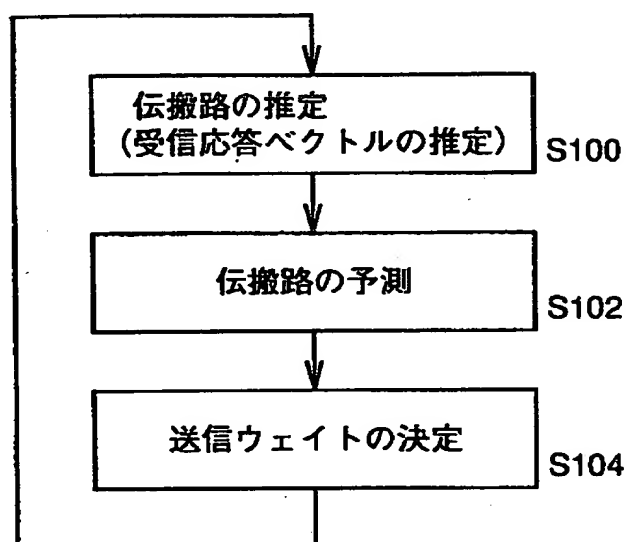 伝搬路の推定
(受信応答ベクトルの推定)
S100
伝搬路の予測
S102
送信ウェイトの決定
S104